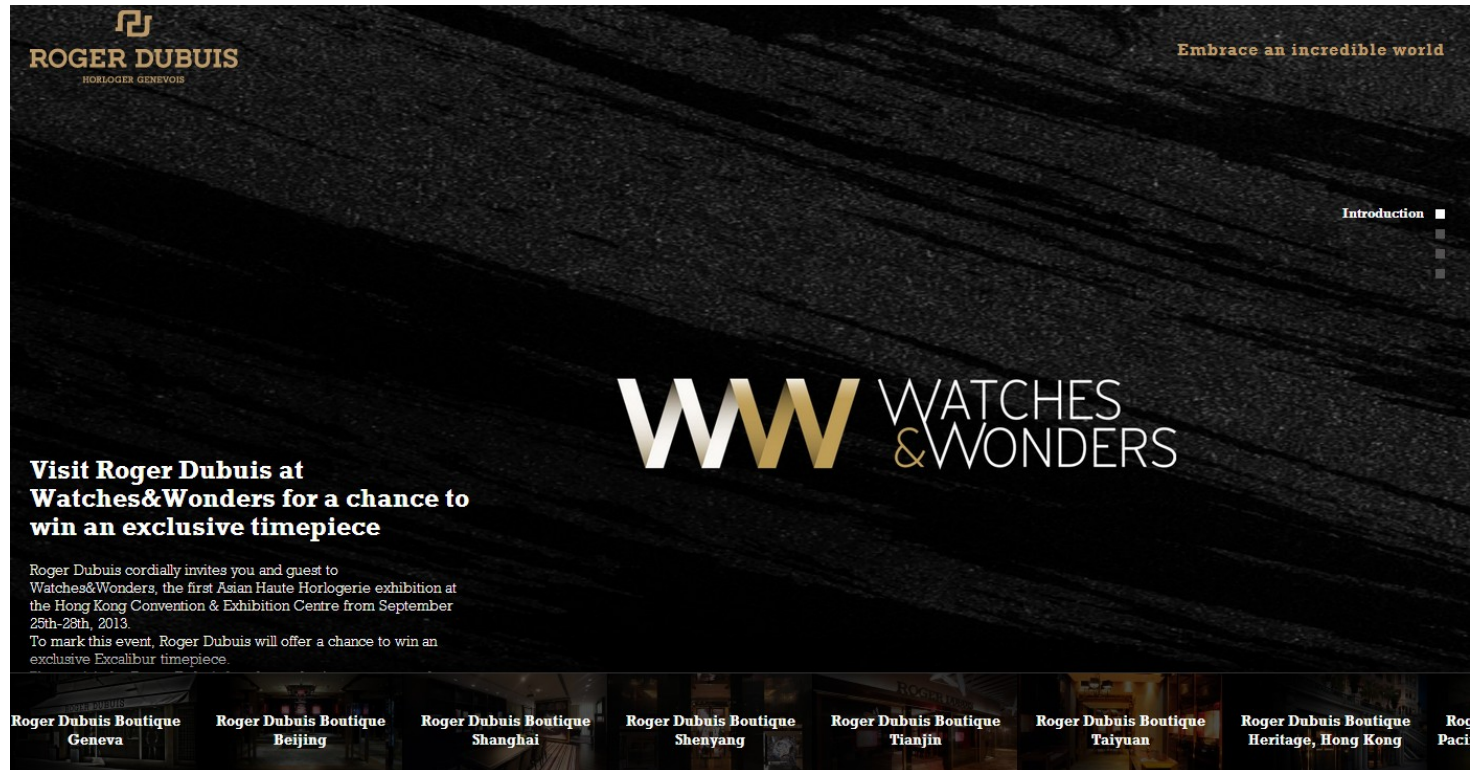 ROGER DUBUIS
HORLOGER GENEVOIS
Embrace an incredible world
Introduction
WW WATCHES
&WONDERS
Visit Roger Dubuis at
Watches&Wonders for a chance to
win an exclusive timepiece
Roger Dubuis cordially invites you and guest to
Watches&Wonders, the first Asian Haute Horlogerie exhibition at
the Hong Kong Convention & Exhibition Centre from September
25th-28th, 2013.
To mark this event, Roger Dubuis will offer a chance to win an
exclusive Excalibur timepiece.
Roger Dubuis Boutique
Geneva
Roger Dubuis Boutique
Beijing
Roger Dubuis Boutique
Shanghai
Roger Dubuis Boutique
Shenyang
Roger Dubuis Boutique
Tianjin
Roger Dubuis Boutique
Taiyuan
Roger Dubuis Boutique
Heritage, Hong Kong